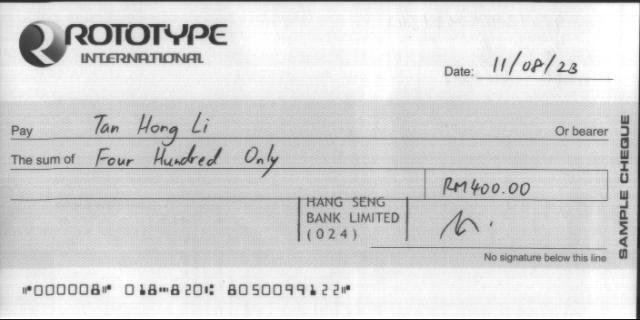 ROTOTYPE
INTERNATIONAL
Date: 11/08/23
Pay Tan Hong Li Or bearer
The sum of Four Hundred Only
RM400.00
HANG SENG
BANK LIMITED
(024)
No signature below this line
SAMPLE CHEQUE
⑈000008⑈ 018⑉820⑆ 8050099122⑈